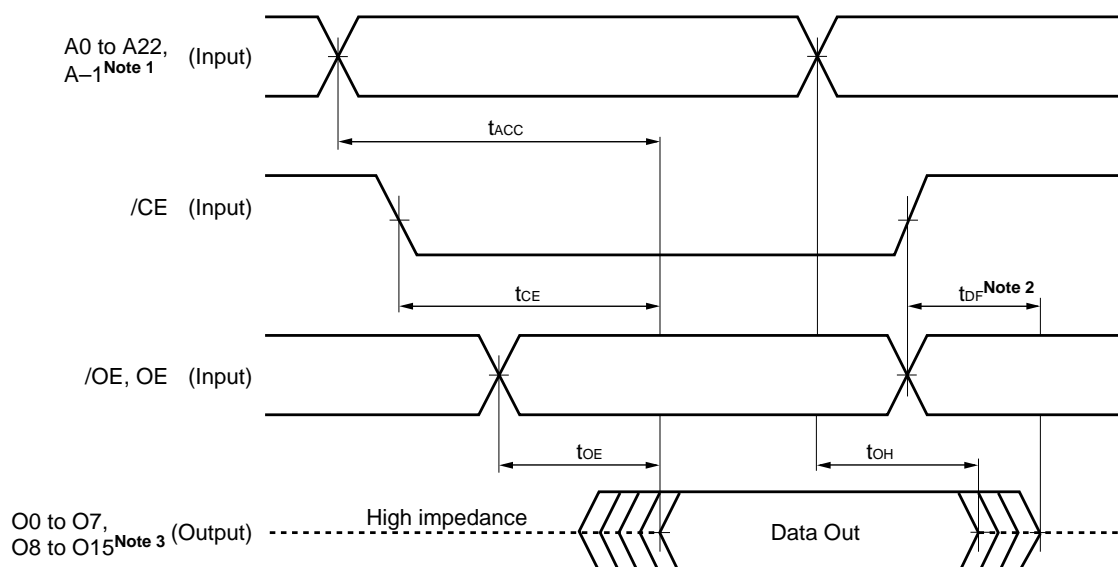 A0 to A22, (Input)
A–1Note 1
tACC
/CE (Input)
tCE
tDFNote 2
/OE, OE (Input)
tOE
tOH
O0 to O7,
O8 to O15Note 3 (Output)
High impedance
Data Out